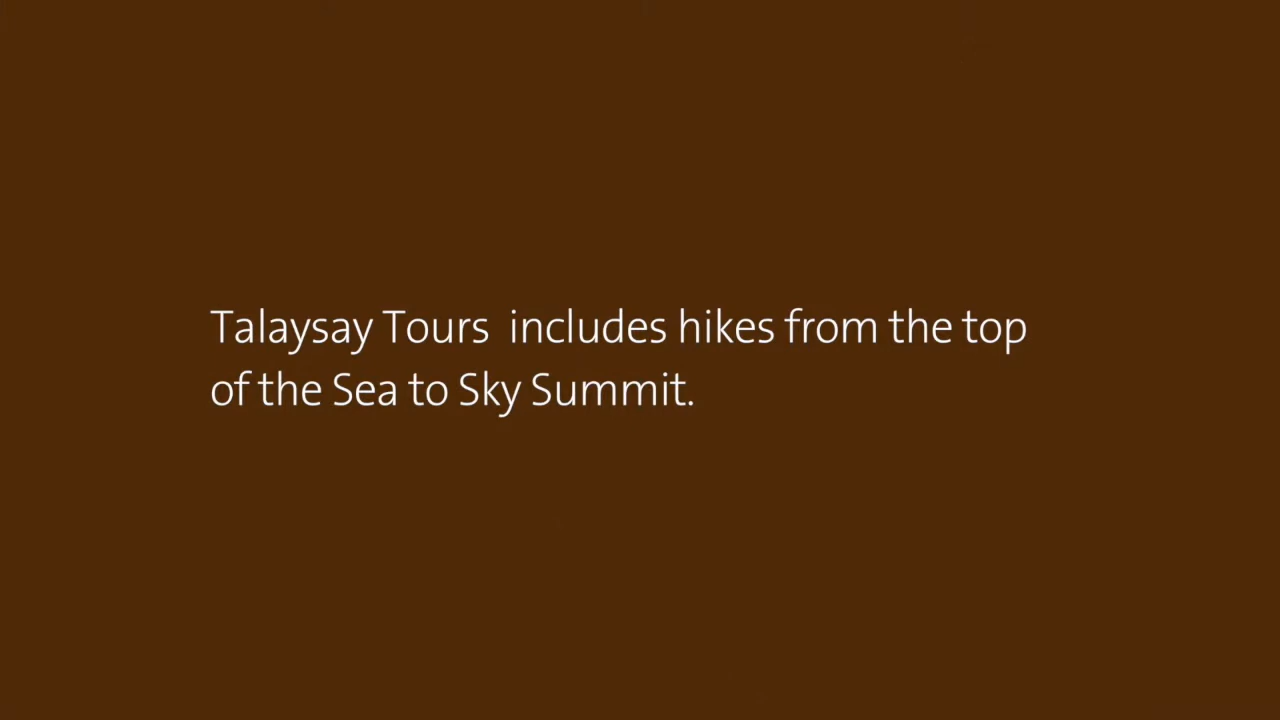 Talaysay Tours  includes hikes from the top
of the Sea to Sky Summit.